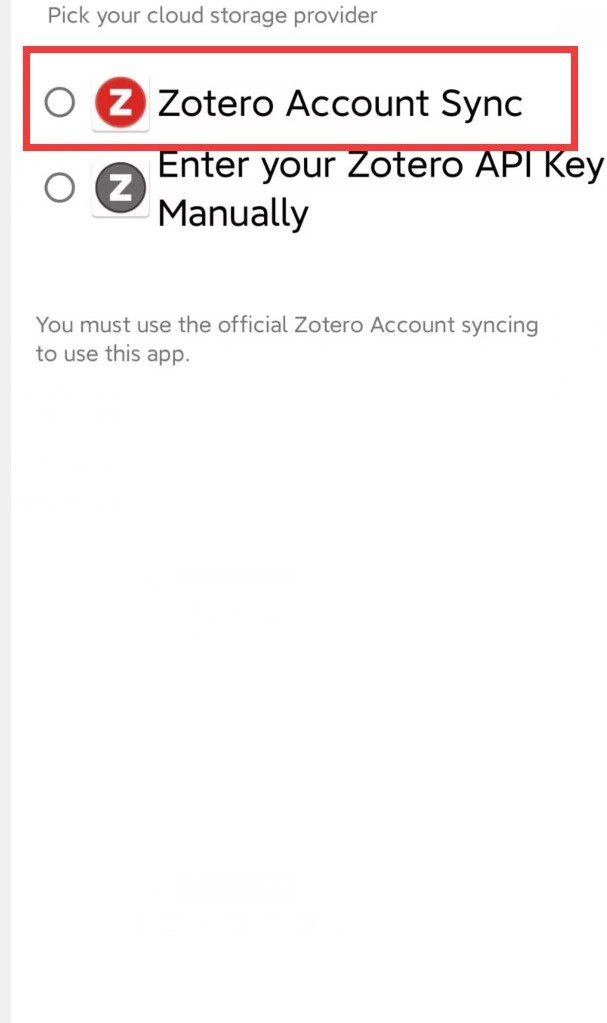 Pick your cloud storage provider
Z Zotero Account Sync
Z Enter your Zotero API Key
Manually
You must use the official Zotero Account syncing
to use this app.